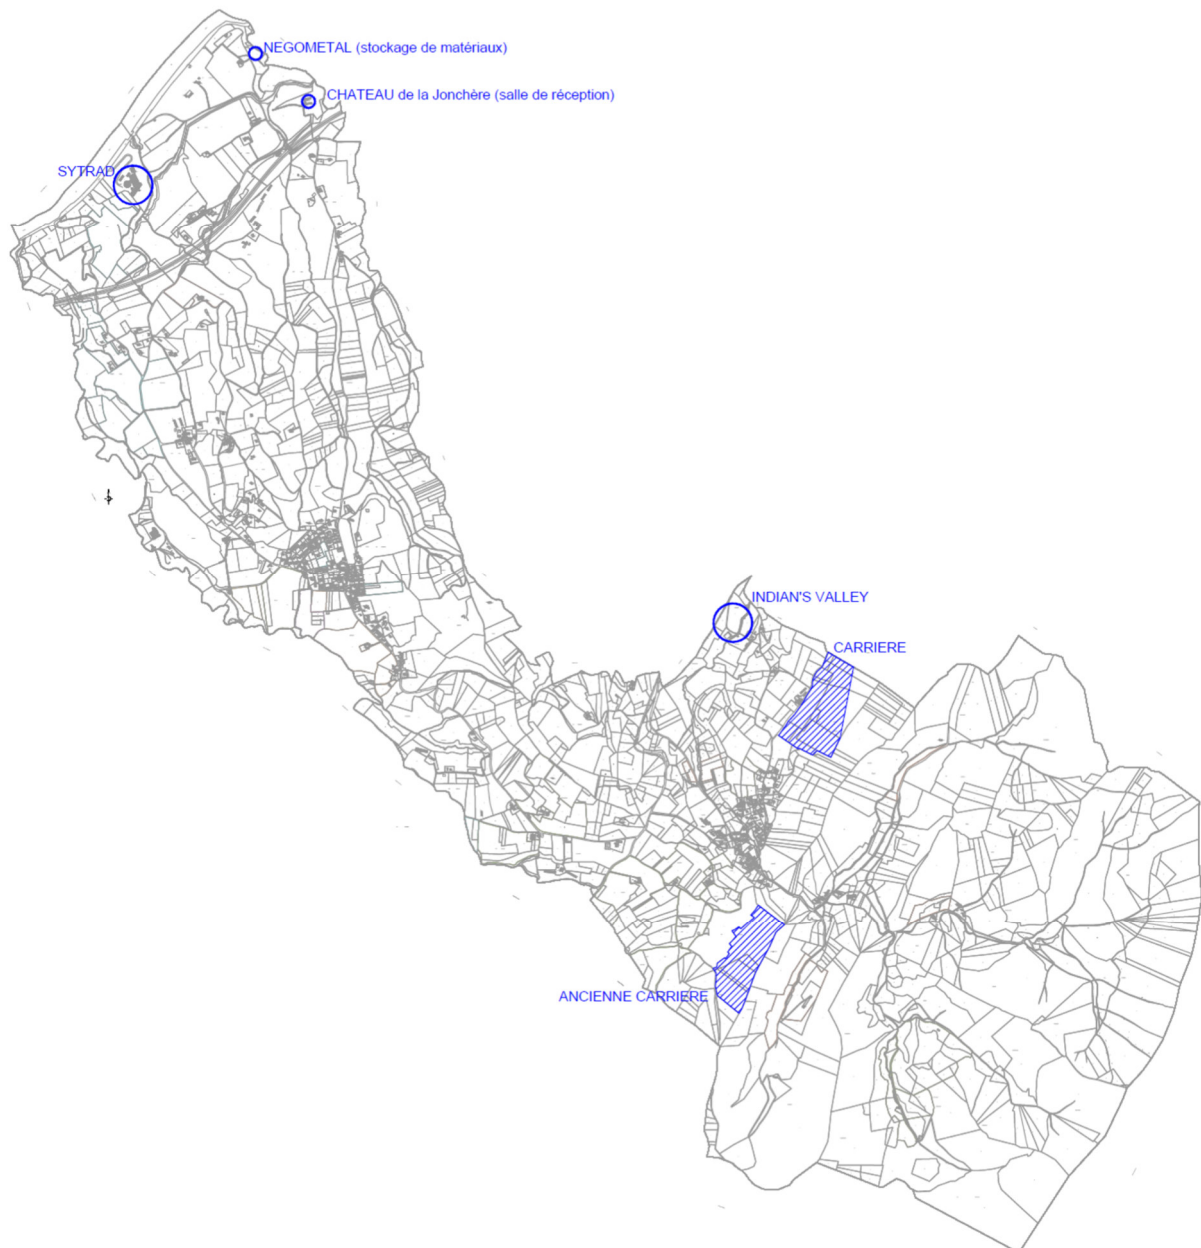 NEGOMETAL (stockage de matériaux)
CHATEAU de la Jonchère (salle de réception)
SYTRAD
INDIAN'S VALLEY
CARRIERE
ANCIENNE CARRIERE